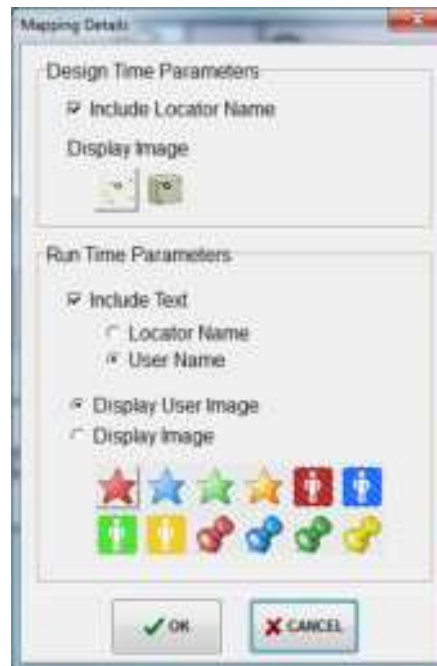 Mapping Details
Design Time Parameters
Include Locator Name
Display Image
Run Time Parameters
Include Text
Locator Name
User Name
Display User Image
Display Image
OK
CANCEL